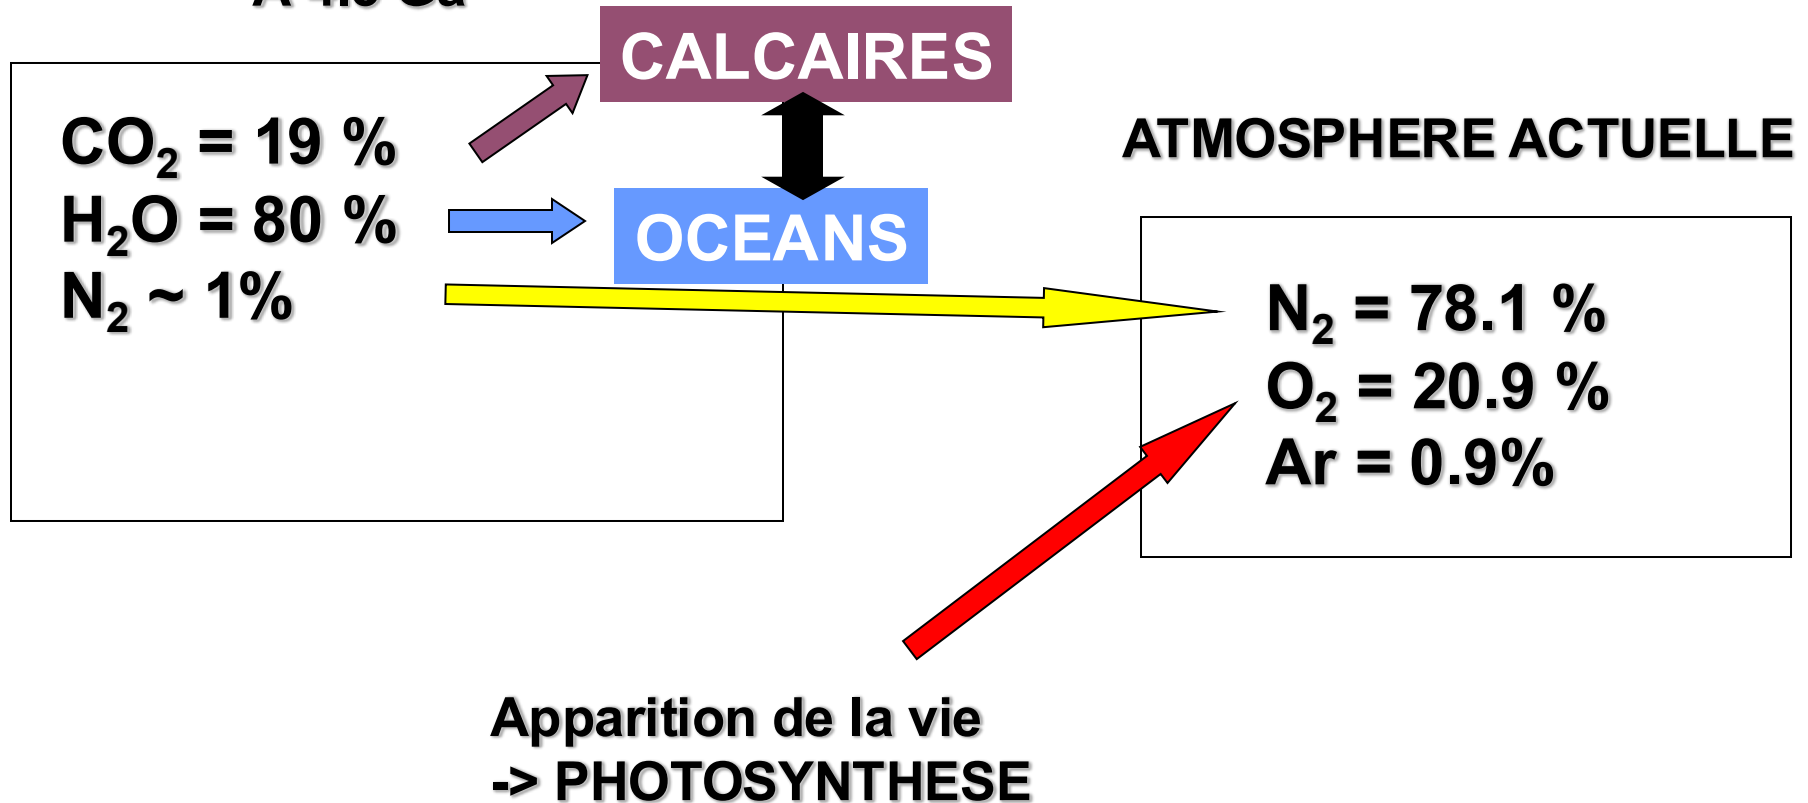 CALCAIRES
CO₂ = 19 %
H₂O = 80 %
N₂ ~ 1%
OCEANS
ATMOSPHERE ACTUELLE
N₂ = 78.1 %
O₂ = 20.9 %
Ar = 0.9%
Apparition de la vie
-> PHOTOSYNTHESE